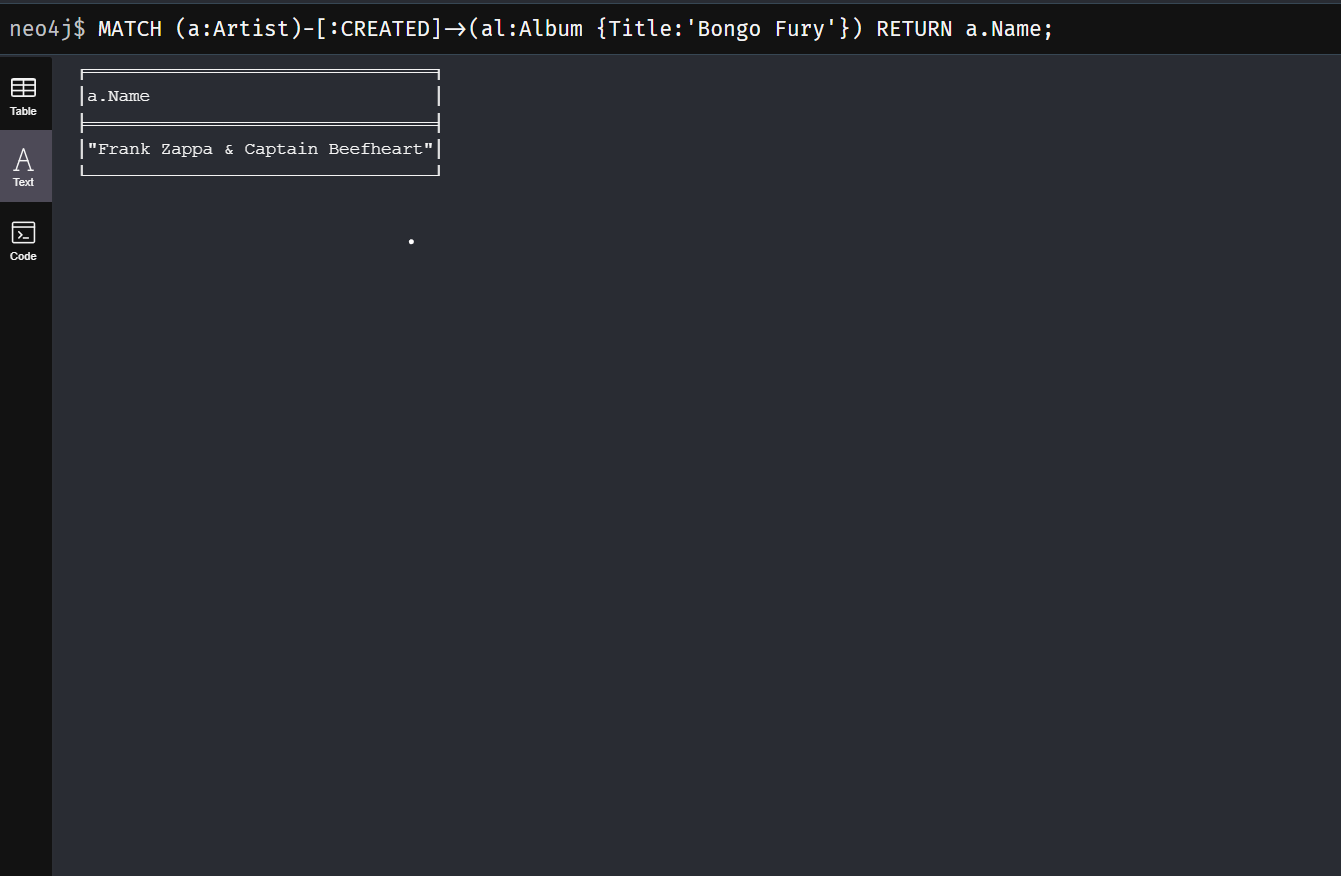 neo4j$ MATCH (a:Artist)-[:CREATED]->(al:Album {Title:'Bongo Fury'}) RETURN a.Name;
Table
a.Name
"Frank Zappa & Captain Beefheart"
Text
Code